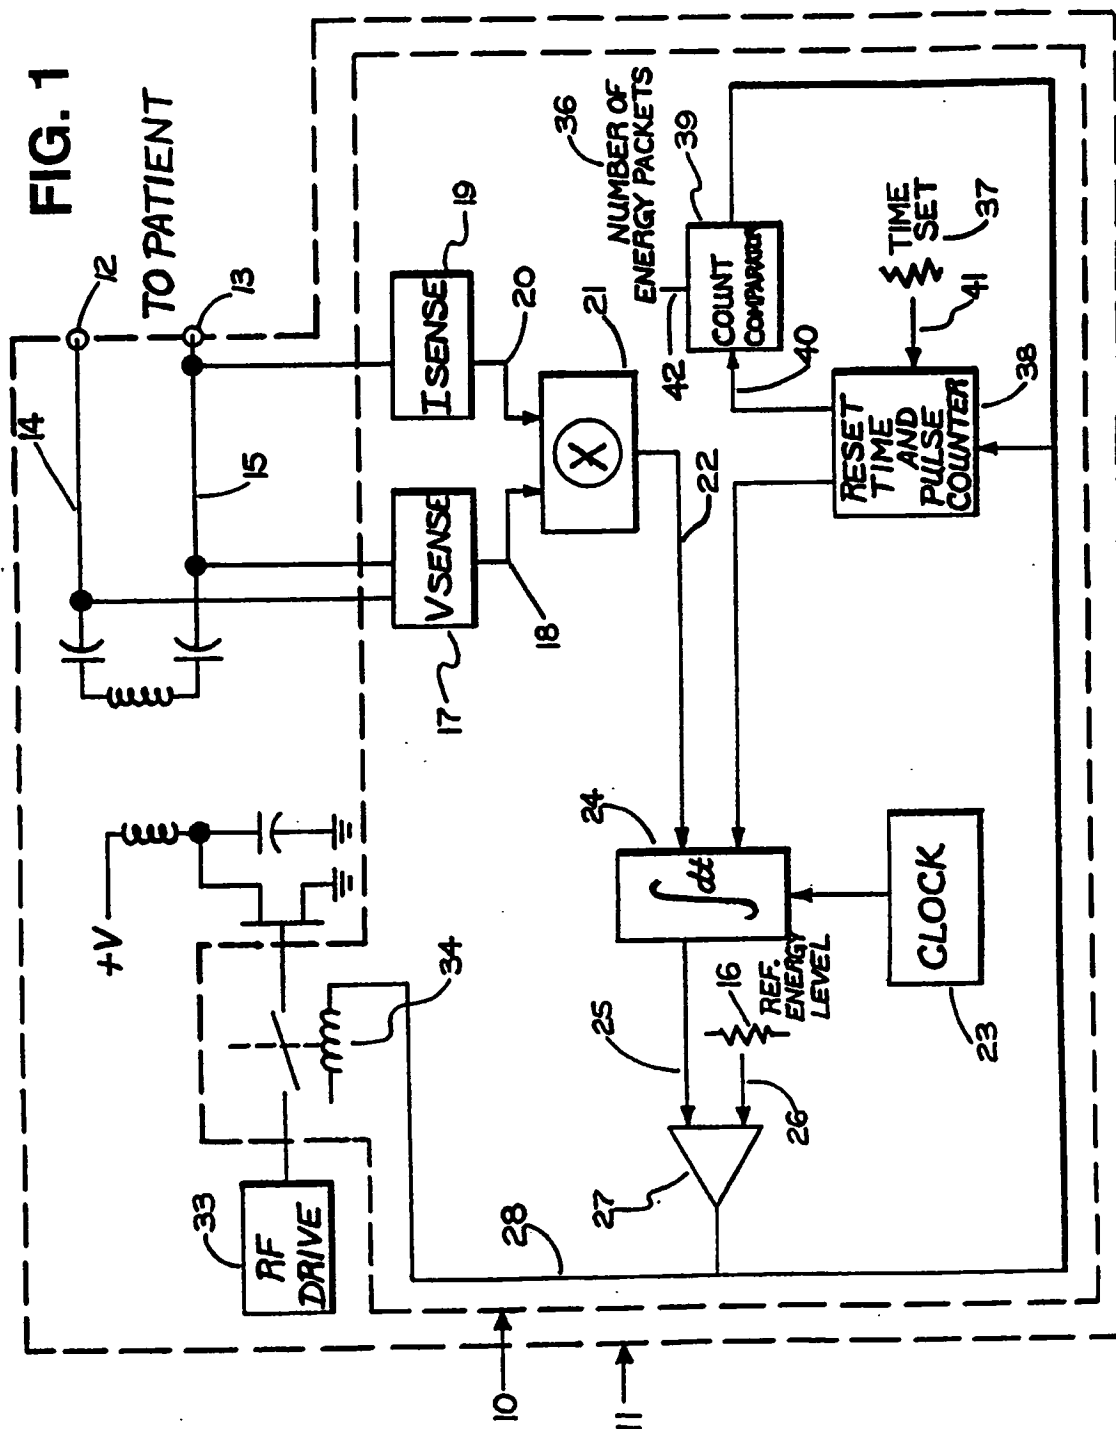 FIG. 1
TO PATIENT
12
13
14
15
+V
34
33
RF
DRIVE
I SENSE
19
20
V SENSE
17
18
X
21
22
36
NUMBER OF
ENERGY PACKETS
39
42
COUNT
COMPARATOR
40
TIME
SET
37
41
RESET
TIME
AND
PULSE
COUNTER
38
24
∫dt
25
16
REF.
ENERGY
LEVEL
26
27
28
CLOCK
23
10
11